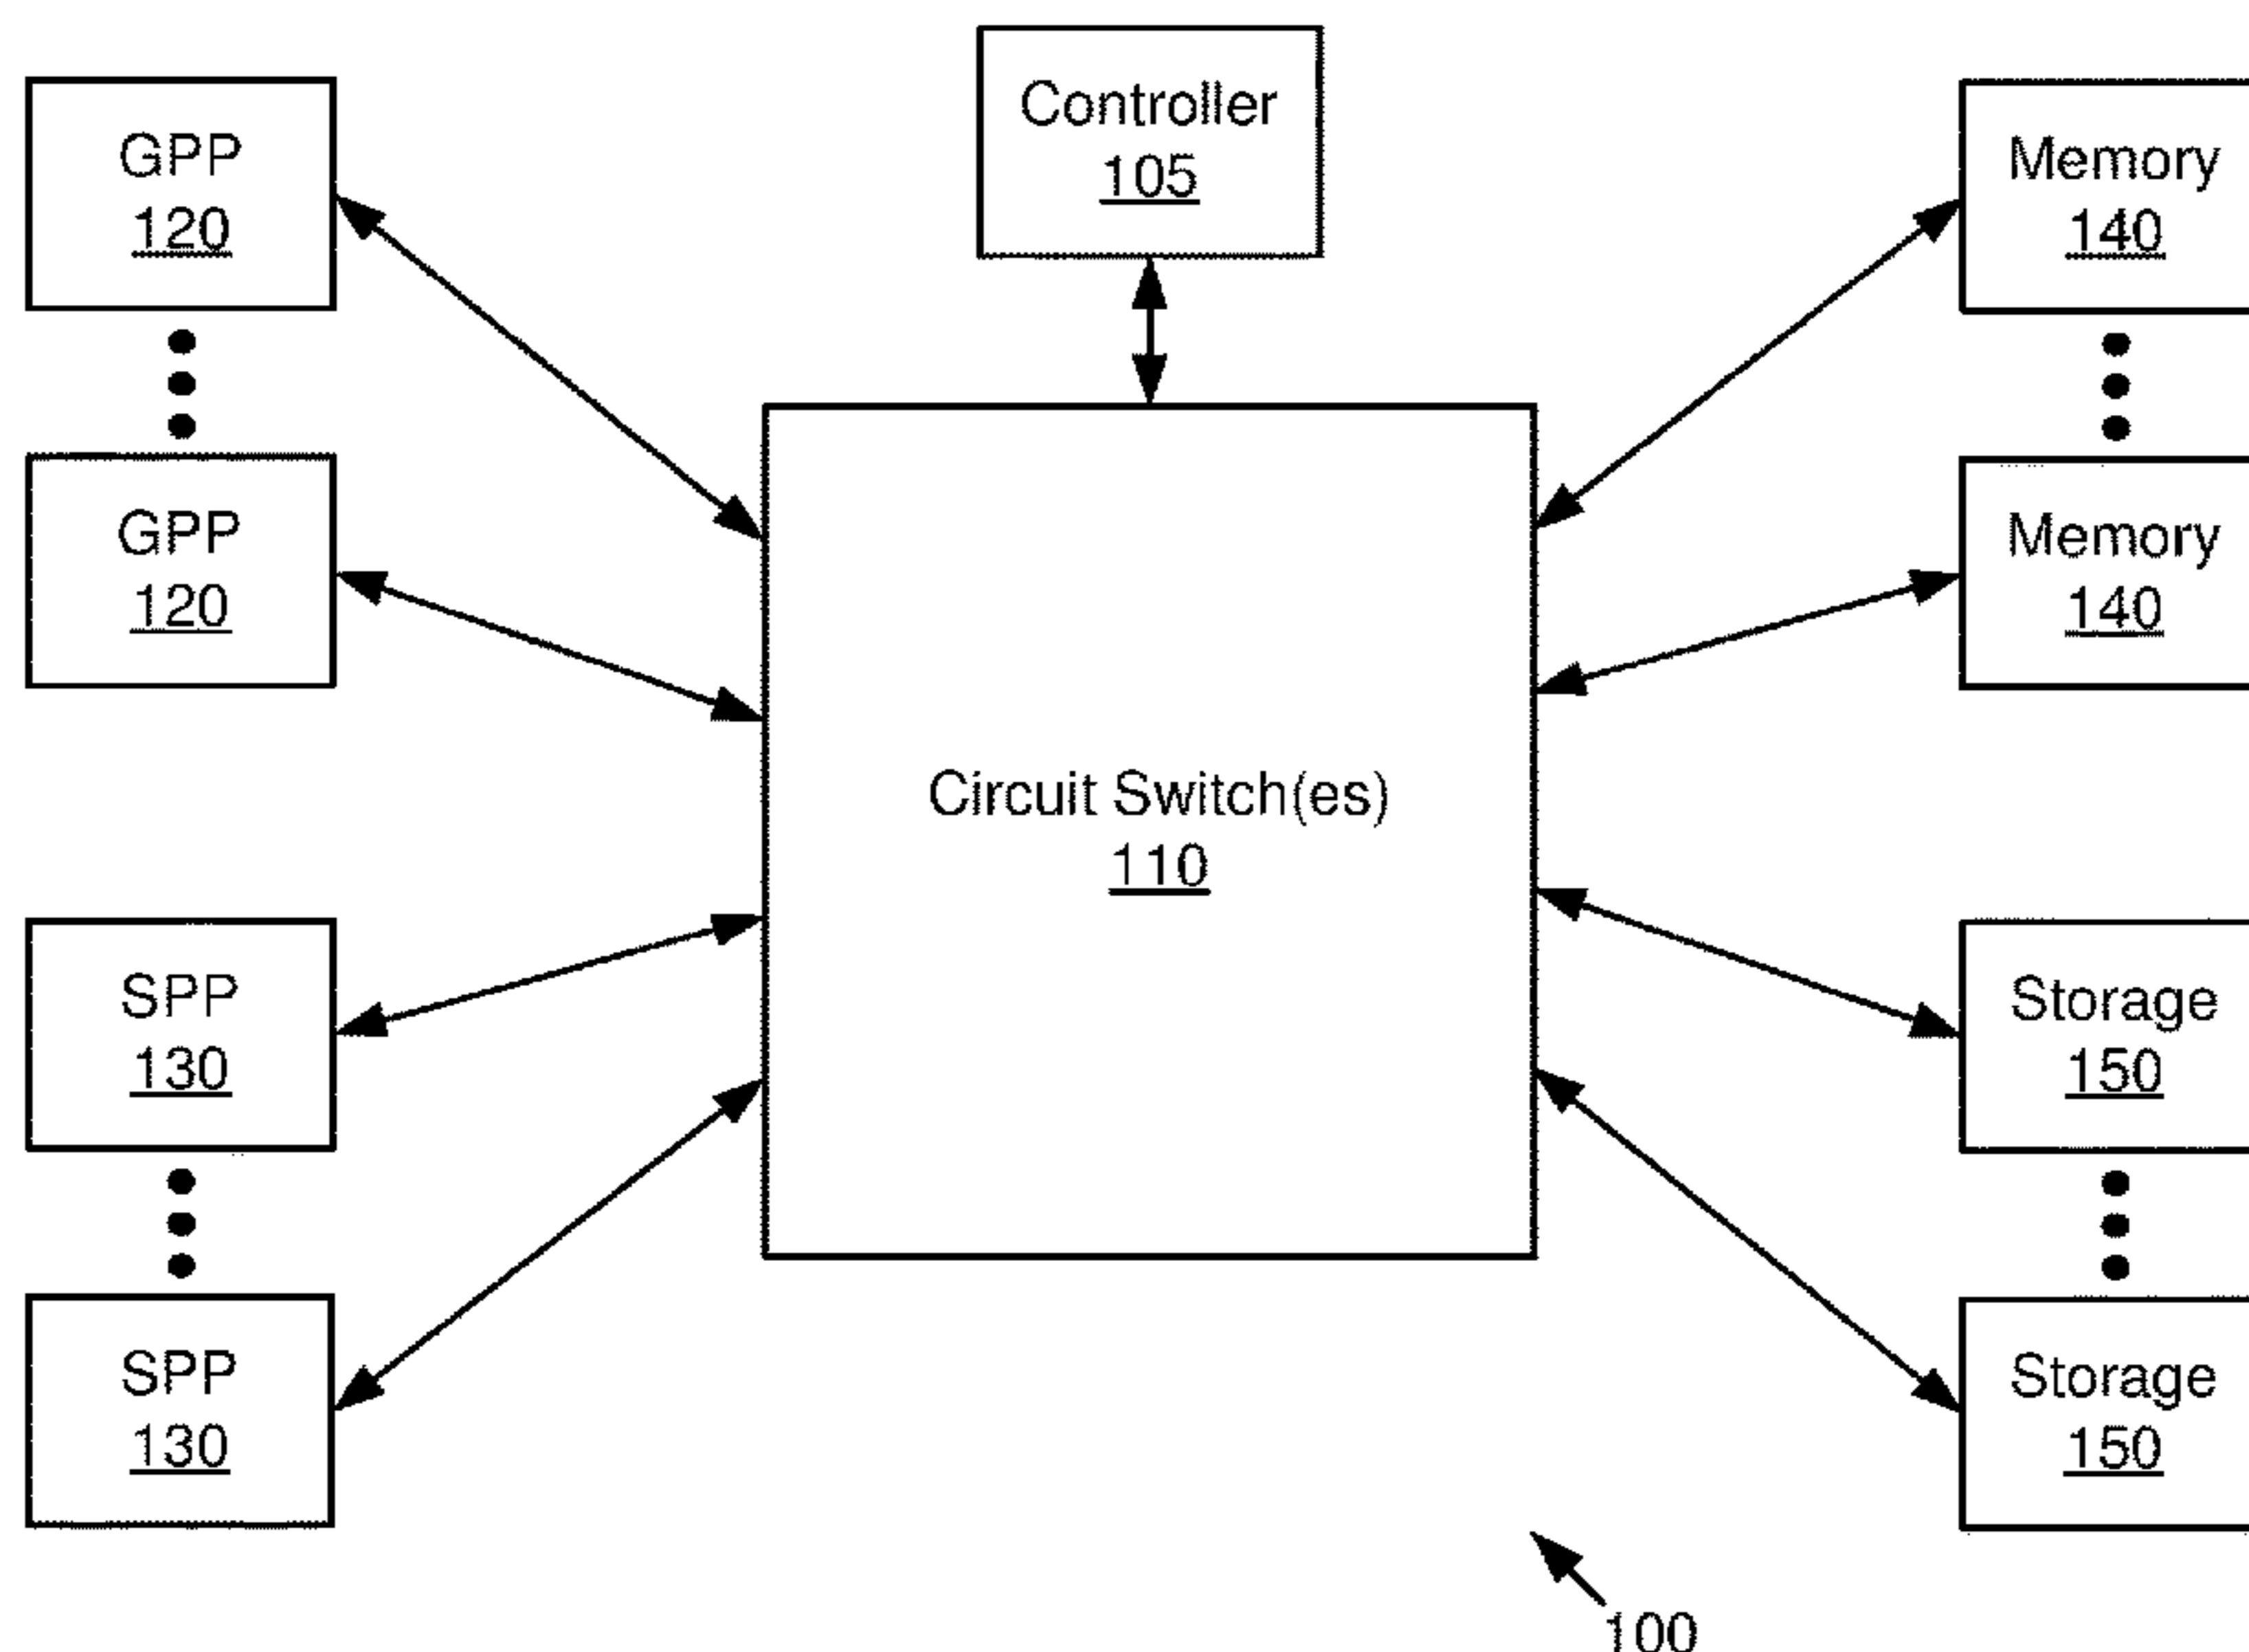 Controller
105
GPP
120
GPP
120
SPP
130
SPP
130
Circuit Switch(es)
110
Memory
140
Memory
140
Storage
150
Storage
150
100